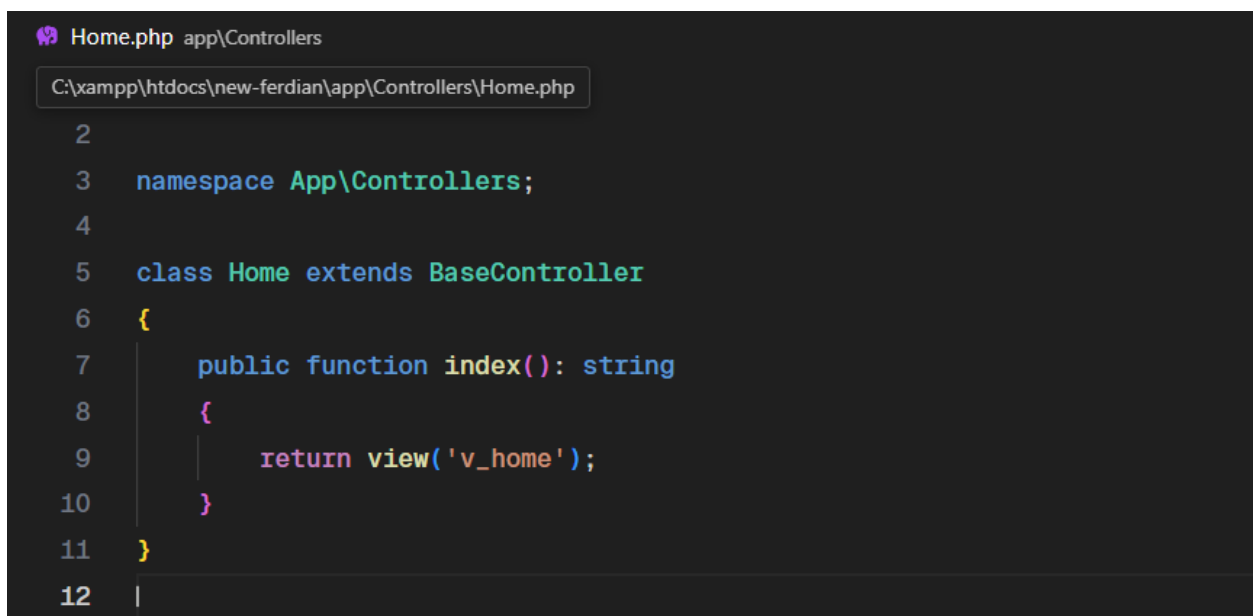 Home.php app\Controllers
C:\xampp\htdocs\new-ferdian\app\Controllers\Home.php
2
3 namespace App\Controllers;
4
5 class Home extends BaseController
6 {
7 public function index(): string
8 {
9 return view('v_home');
10 }
11 }
12